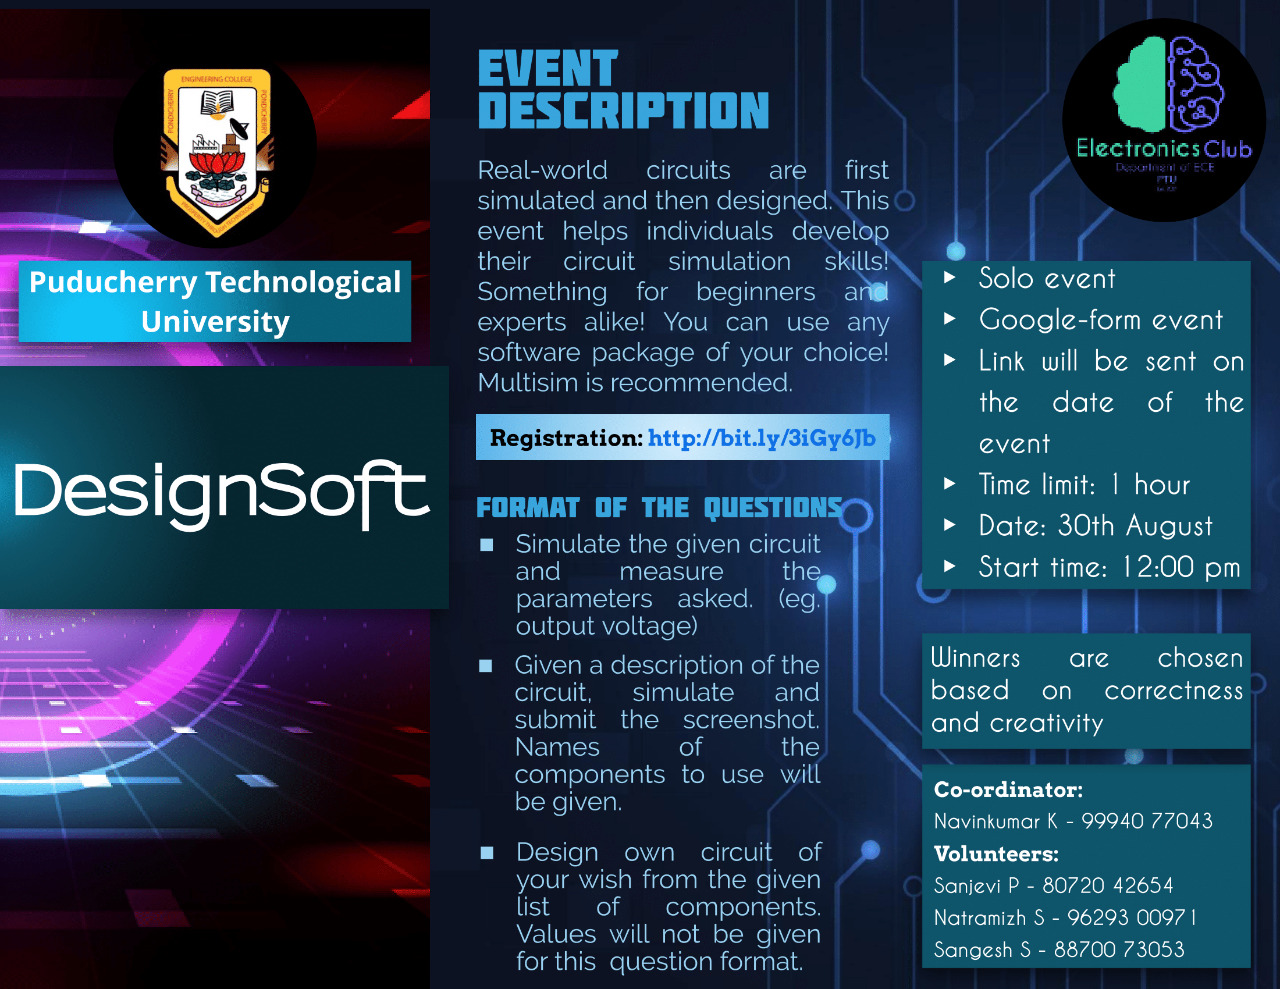 ENGINEERING COLLEGE
PONDICHERRY
PONDICHERRY
Puducherry Technological
University
DesignSoft
EVENT
DESCRIPTION
Real-world circuits are first
simulated and then designed. This
event helps individuals develop
their circuit simulation skills!
Something for beginners and
experts alike! You can use any
software package of your choice!
Multisim is recommended.
Registration: http://bit.ly/3iGy6Jb
FORMAT OF THE QUESTIONS
Simulate the given circuit
and measure the
parameters asked. (eg.
output voltage)
Given a description of the
circuit, simulate and
submit the screenshot.
Names of the
components to use will
be given.
Design own circuit of
your wish from the given
list of components.
Values will not be given
for this question format.
Electronics Club
Department of ECE
PTU
Solo event
Google-form event
Link will be sent on
the date of the
event
Time limit: 1 hour
Date: 30th August
Start time: 12:00 pm
Winners are chosen
based on correctness
and creativity
Co-ordinator:
Navinkumar K - 99940 77043
Volunteers:
Sanjevi P - 80720 42654
Natramizh S - 96293 00971
Sangesh S - 88700 73053